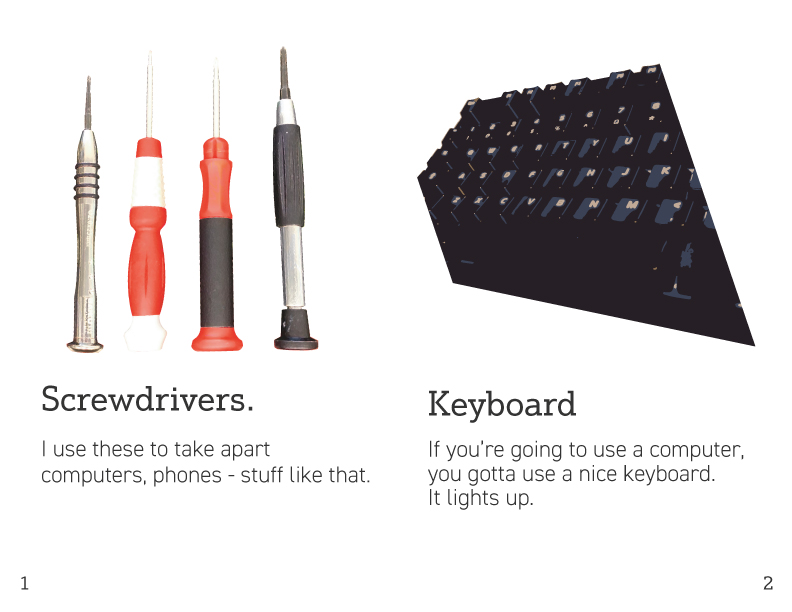 Screwdrivers.
I use these to take apart
computers, phones - stuff like that.
Keyboard
If you're going to use a computer,
you gotta use a nice keyboard.
It lights up.
1
2